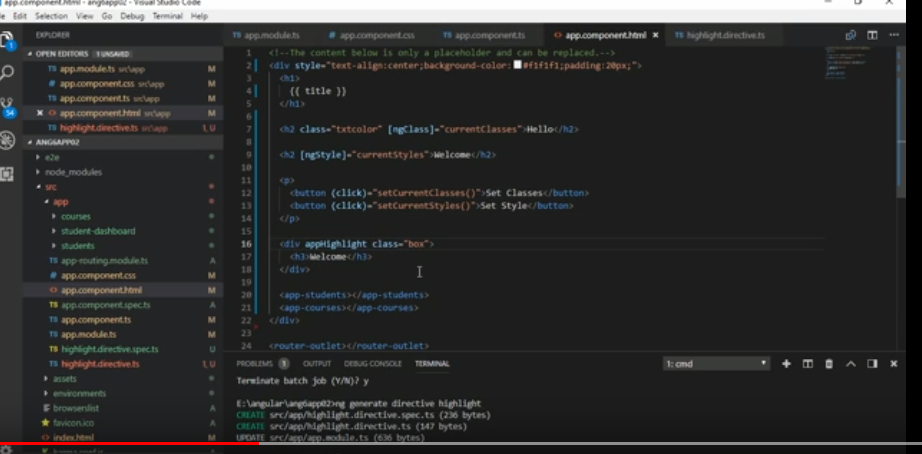 app.component.html - ang6app02 - Visual Studio Code
Edit Selection View Go Debug Terminal Help
EXPLORER
OPEN EDITORS 1 UNSAVED
TS app.module.ts src\app M
# app.component.css src\app M
TS app.component.ts src\app M
app.component.html src\app M
TS highlight.directive.ts src\app 1, U
ANG6APP02
e2e
node_modules
src
app
courses
student-dashboard
students
TS app-routing.module.ts A
# app.component.css M
app.component.html M
TS app.component.spec.ts A
TS app.component.ts M
TS app.module.ts M
TS highlight.directive.spec.ts U
TS highlight.directive.ts 1, U
assets
environments
browserslist A
favicon.ico A
index.html A
54
TS app.module.ts # app.component.css TS app.component.ts <> app.component.html × TS highlight.directive.ts
1 <!--The content below is only a placeholder and can be replaced.-->
2 <div style="text-align:center;background-color:#f1f1f1;padding:20px;">
3 <h1>
4 {{ title }}
5 </h1>
6
7 <h2 class="txtcolor" [ngClass]="currentClasses">Hello</h2>
8
9 <h2 [ngStyle]="currentStyles">Welcome</h2>
10
11 <p>
12 <button (click)="setCurrentClasses()">Set Classes</button>
13 <button (click)="setCurrentStyles()">Set Style</button>
14 </p>
15
16 <div appHighlight class="box">
17 <h3>Welcome</h3>
18 </div>
19
20 <app-students></app-students>
21 <app-courses></app-courses>
22 </div>
23
24 <router-outlet></router-outlet>
PROBLEMS 1 OUTPUT DEBUG CONSOLE TERMINAL 1: cmd
Terminate batch job (Y/N)? y
E:\angular\ang6app02>ng generate directive highlight
CREATE src/app/highlight.directive.spec.ts (236 bytes)
CREATE src/app/highlight.directive.ts (147 bytes)
UPDATE src/app/app.module.ts (636 bytes)